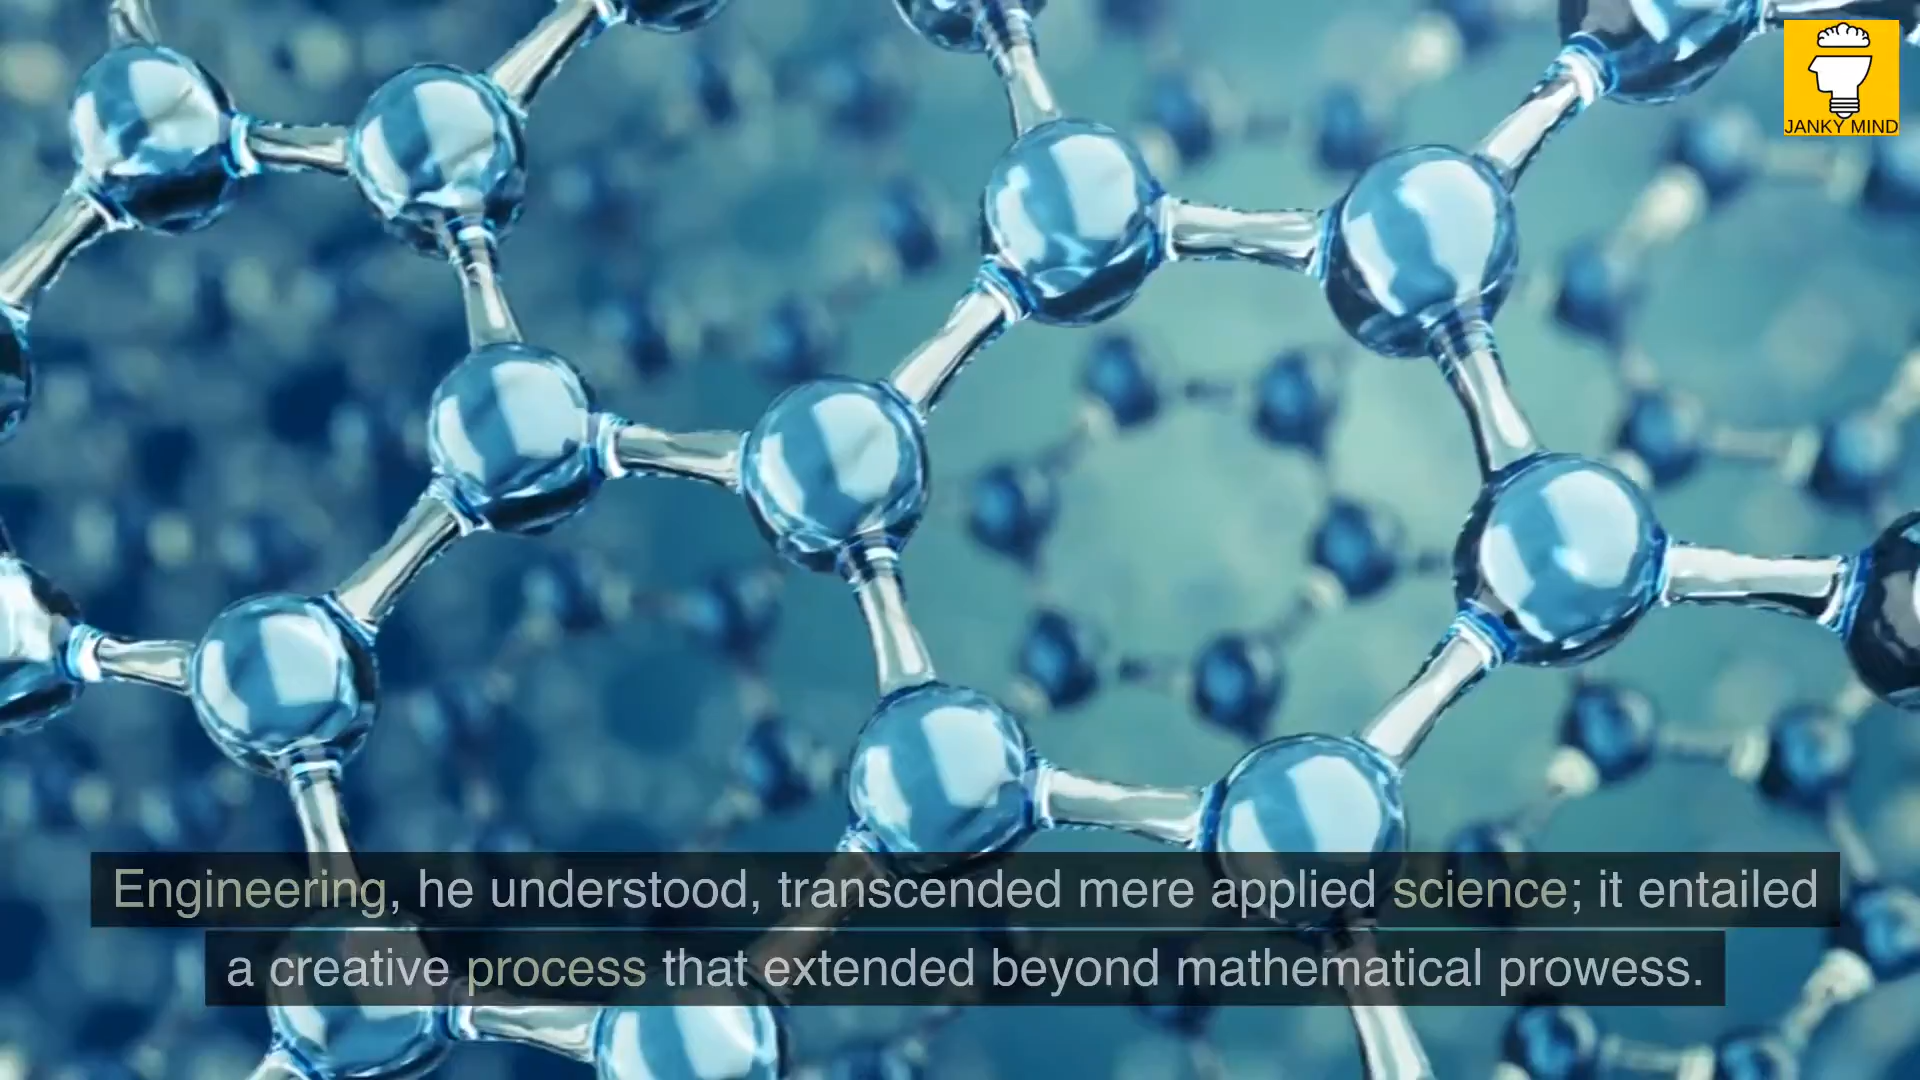 JANKY MIND
Engineering, he understood, transcended mere applied science; it entailed
a creative process that extended beyond mathematical prowess.